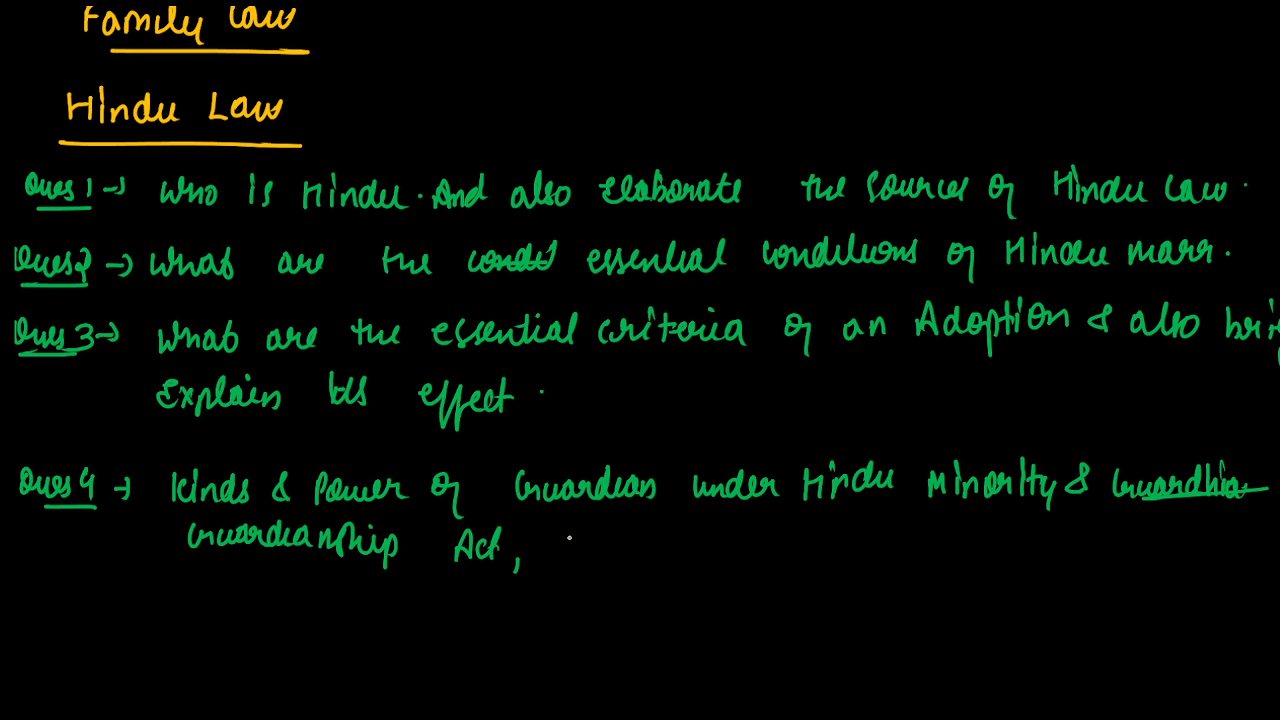 Family Law
Hindu Law
Ques 1 → Who is Hindu. And also elaborate the sources of Hindu Law.
Ques 2 → What are the essential conditions of Hindu marr.
Ques 3 → What are the essential criteria of an Adoption & also bri
Explain its effect.
Ques 4 → Kinds & Power of Guardian under Hindu Minority & Guardhia
Guardianship Act,